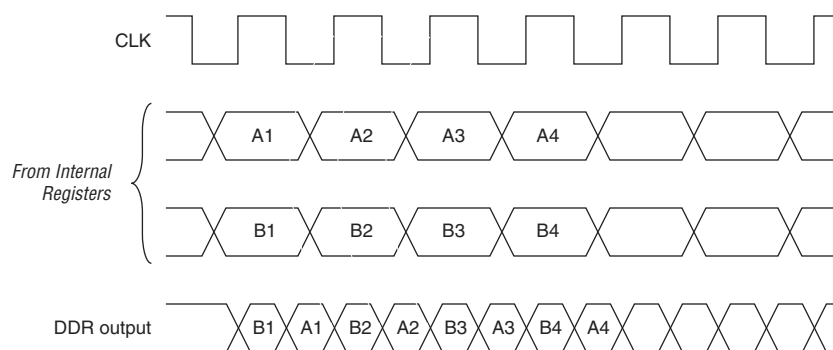 CLK
A1 A2 A3 A4
From Internal
Registers
B1 B2 B3 B4
DDR output B1 A1 B2 A2 B3 A3 B4 A4